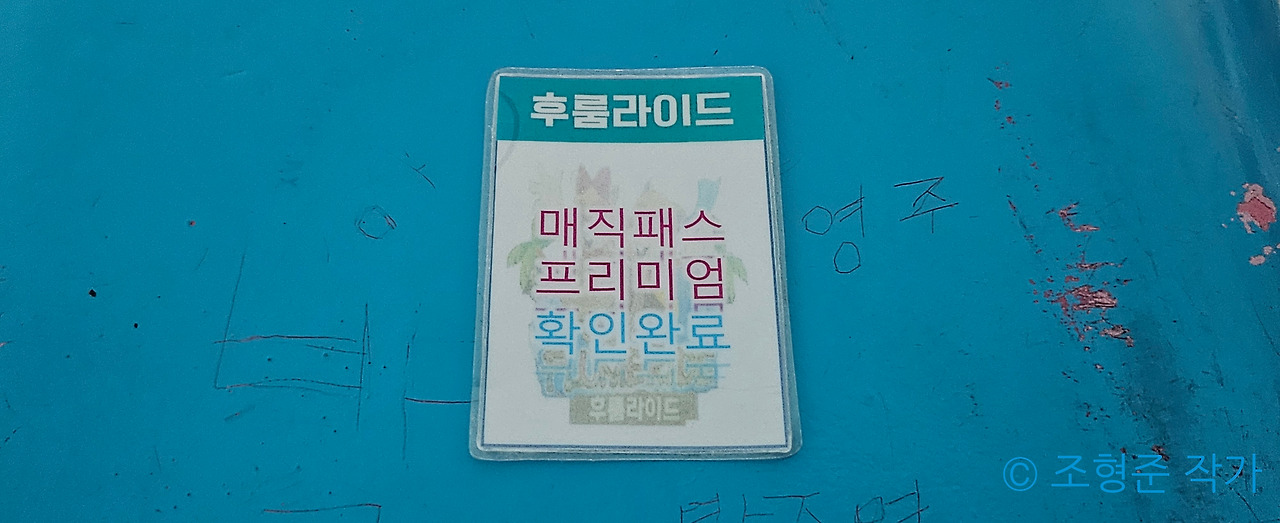 후룸라이드
매직패스
프리미엄
확인완료
후룸라이드
영주
© 조형준 작가